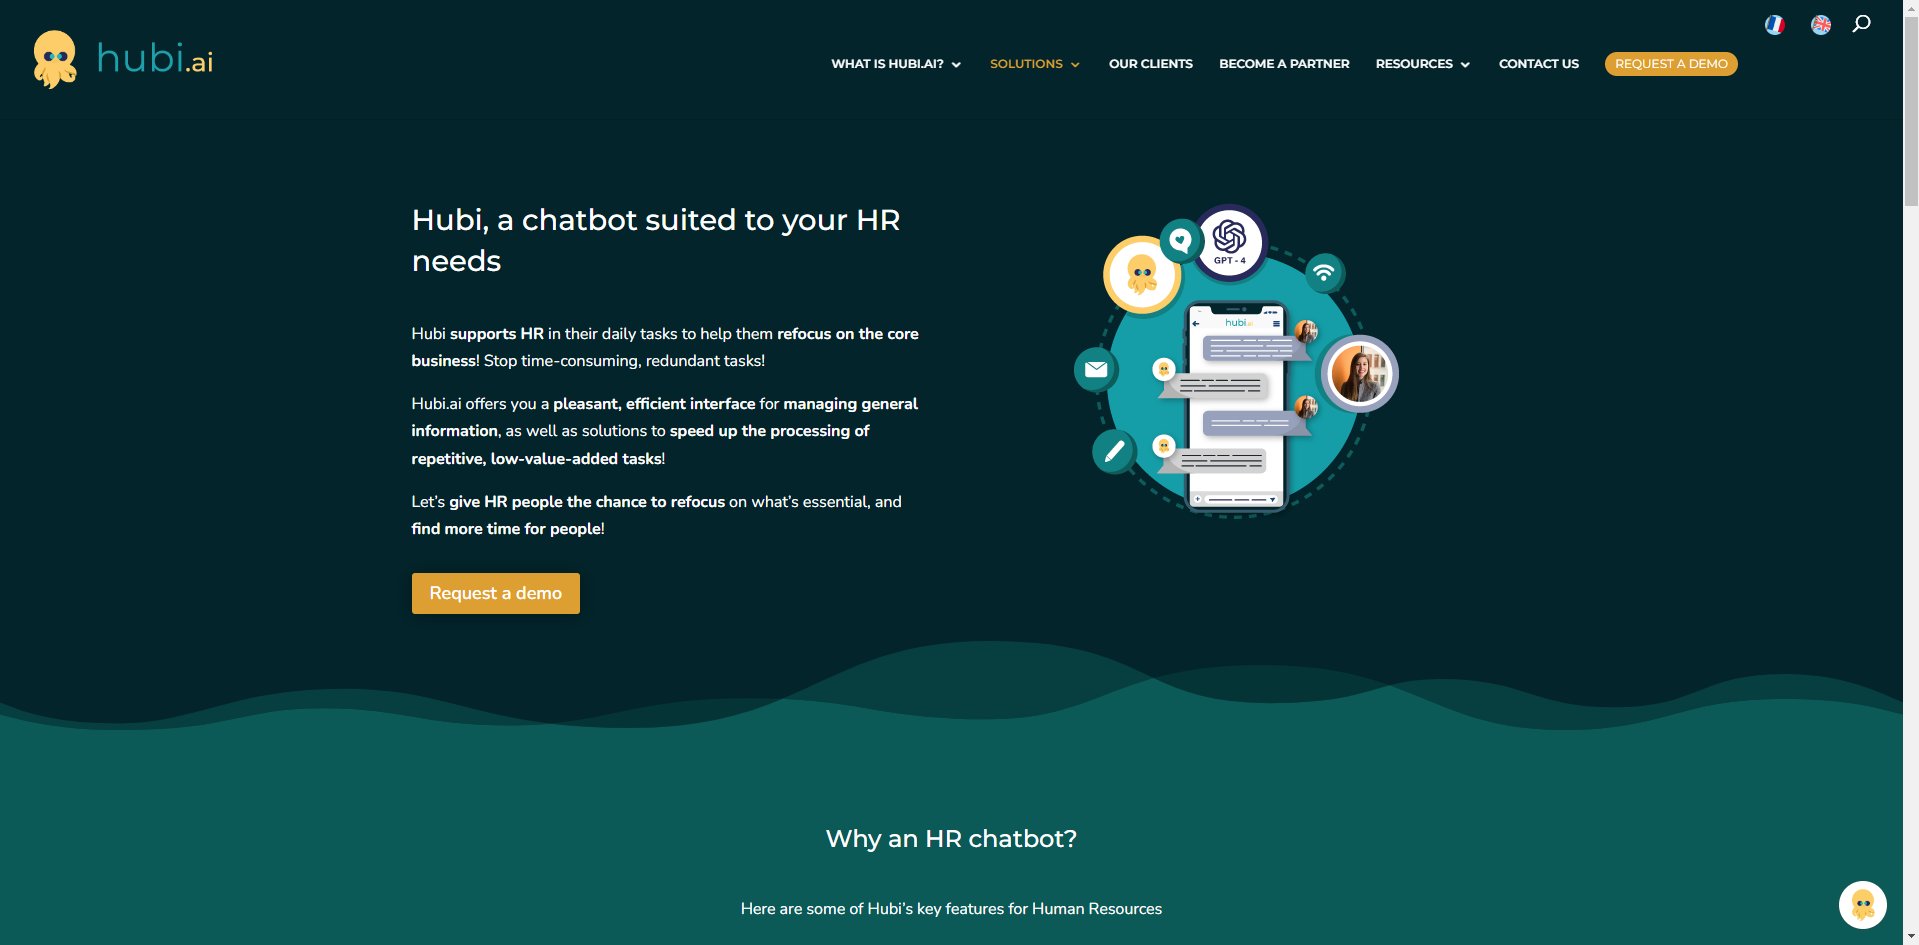 hubi.ai
WHAT IS HUBI.AI?
SOLUTIONS
OUR CLIENTS
BECOME A PARTNER
RESOURCES
CONTACT US
REQUEST A DEMO
Hubi, a chatbot suited to your HR
needs
Hubi supports HR in their daily tasks to help them refocus on the core
business! Stop time-consuming, redundant tasks!
Hubi.ai offers you a pleasant, efficient interface for managing general
information, as well as solutions to speed up the processing of
repetitive, low-value-added tasks!
Let’s give HR people the chance to refocus on what’s essential, and
find more time for people!
Request a demo
GPT - 4
hubi.ai
Why an HR chatbot?
Here are some of Hubi’s key features for Human Resources